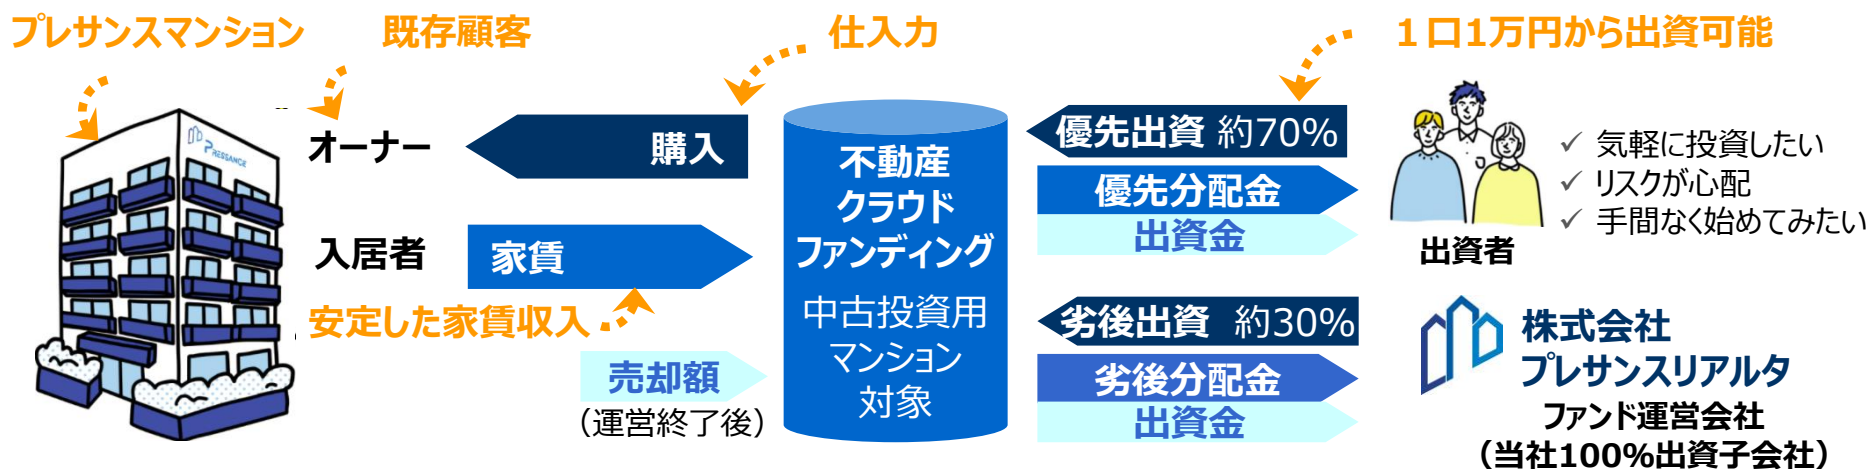 プレサンスマンション
既存顧客
仕入力
1口1万円から出資可能
PRESSANCE
オーナー
購入
入居者
家賃
安定した家賃収入
売却額
(運営終了後)
不動産
クラウド
ファンディング
中古投資用
マンション
対象
優先出資 約70%
優先分配金
出資金
劣後出資 約30%
劣後分配金
出資金
✓ 気軽に投資したい
✓ リスクが心配
✓ 手間なく始めてみたい
出資者
株式会社
プレサンスリアルタ
ファンド運営会社
(当社100%出資子会社)